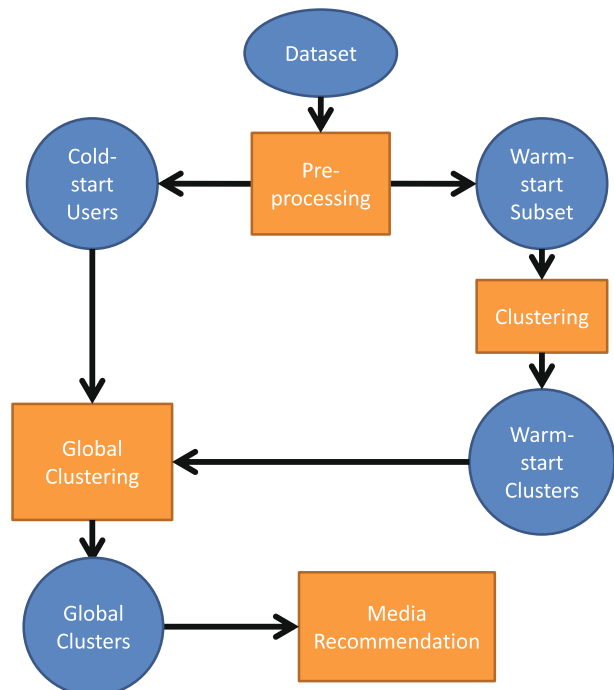 Dataset
Cold-
start
Users
Pre-
processing
Warm-
start
Subset
Clustering
Global
Clustering
Warm-
start
Clusters
Global
Clusters
Media
Recommendation